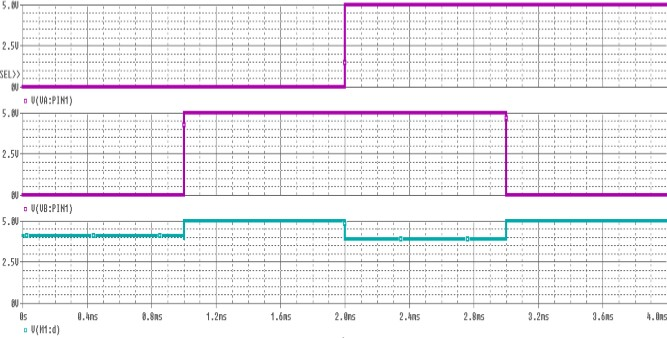 5.0V
2.5V
SEL>>
0V
V(VA:PIN1)
5.0V
2.5V
0V
V(VB:PIN1)
5.0V
2.5V
0V
0s 0.4ms 0.8ms 1.2ms 1.6ms 2.0ms 2.4ms 2.8ms 3.2ms 3.6ms 4.0ms
V(M1:d)